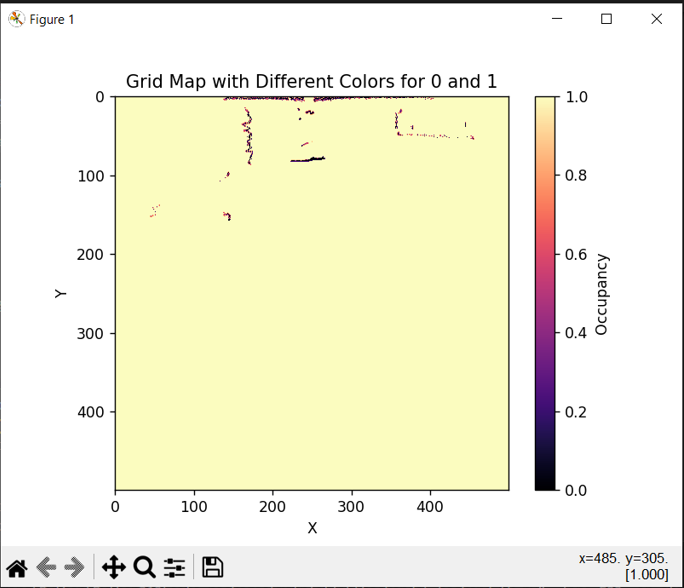 Figure 1
Grid Map with Different Colors for 0 and 1
0
100
200
300
400
Y
0 100 200 300 400
X
1.0
0.8
0.6
0.4
0.2
0.0
Occupancy
x=485. y=305.
[1.000]